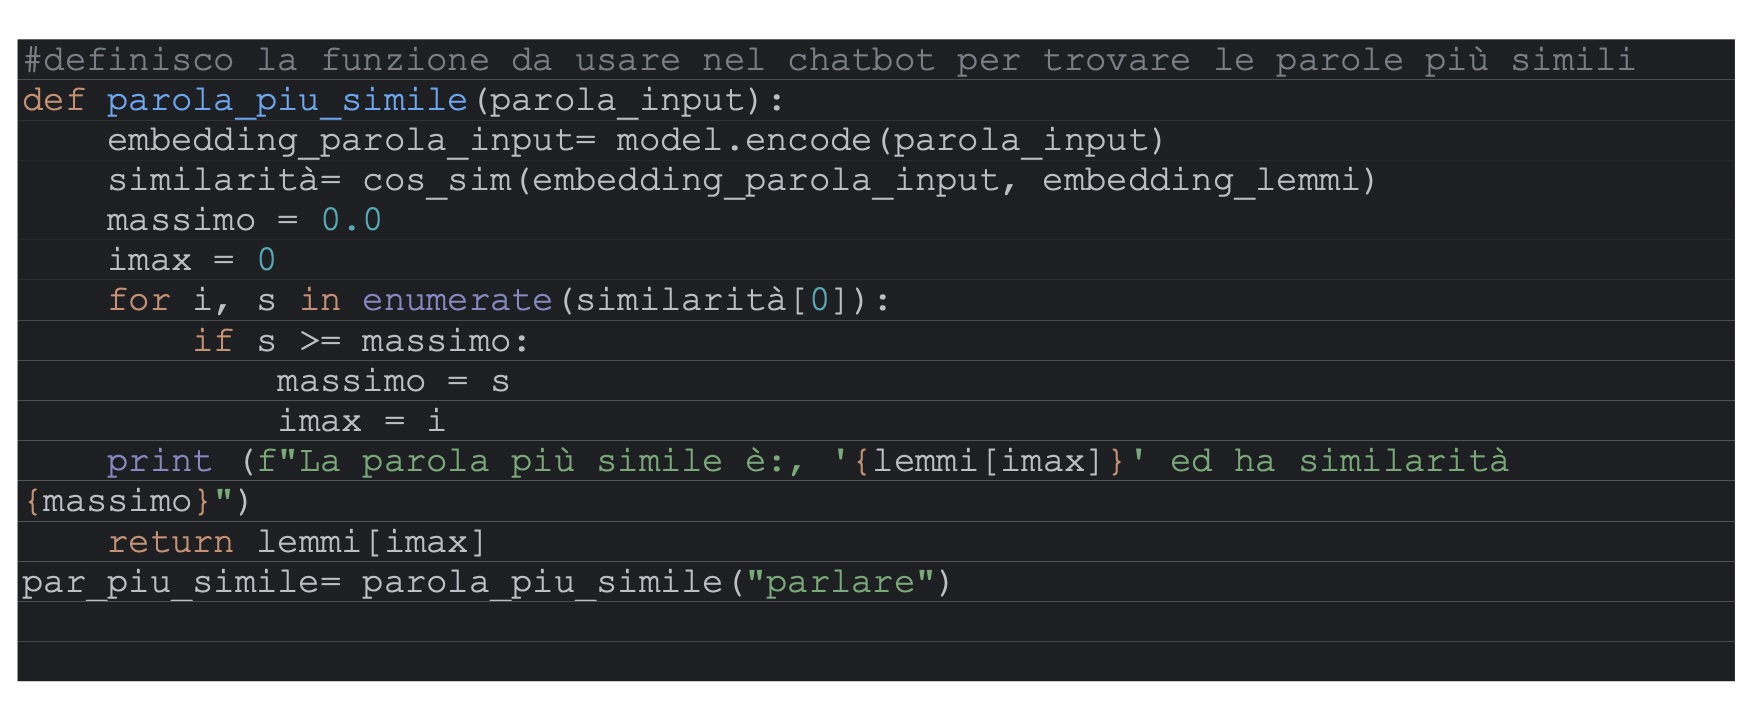 #definisco la funzione da usare nel chatbot per trovare le parole più simili
def parola_piu_simile(parola_input):
    embedding_parola_input= model.encode(parola_input)
    similarità= cos_sim(embedding_parola_input, embedding_lemmi)
    massimo = 0.0
    imax = 0
    for i, s in enumerate(similarità[0]):
        if s >= massimo:
            massimo = s
            imax = i
    print (f"La parola più simile è:, '{lemmi[imax]}' ed ha similarità
{massimo}")
    return lemmi[imax]
par_piu_simile= parola_piu_simile("parlare")